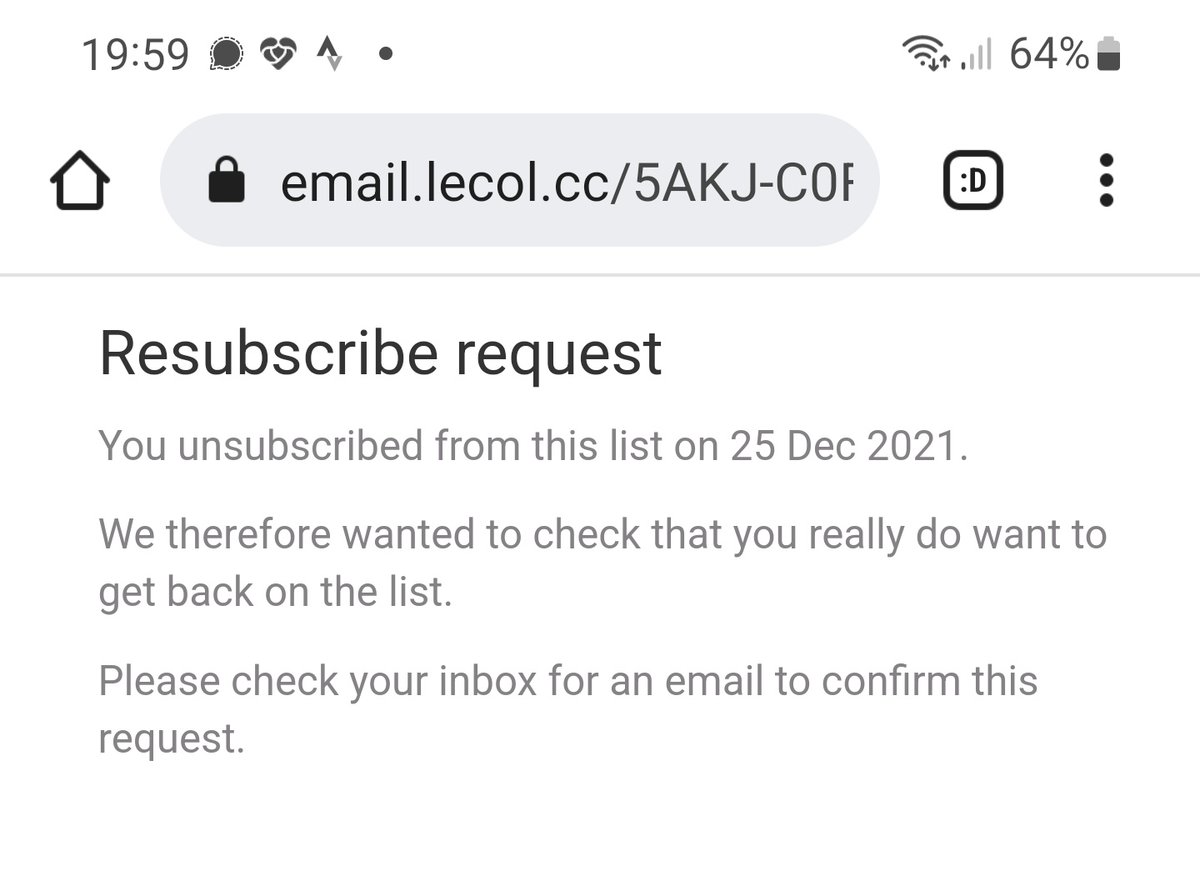 19:59
64%
email.lecol.cc/5AKJ-C0
:D
Resubscribe request
You unsubscribed from this list on 25 Dec 2021.
We therefore wanted to check that you really do want to
get back on the list.
Please check your inbox for an email to confirm this
request.